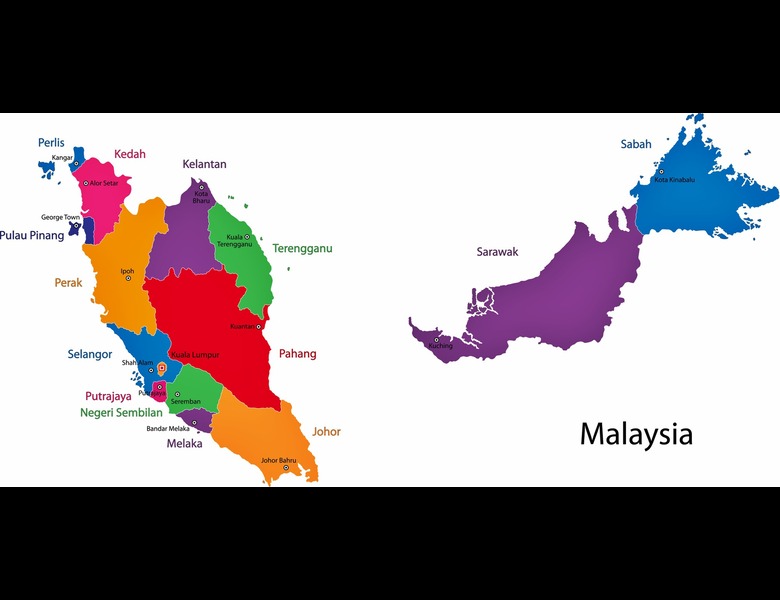 Perlis
Kangar
Kedah
Alor Setar
Kelantan
Kota
Bharu
George Town
Pulau Pinang
Kuala
Terengganu
Terengganu
Ipoh
Perak
Kuantan
Selangor
Kuala Lumpur
Pahang
Shah Alam
Putrajaya
Putrajaya
Seremban
Negeri Sembilan
Bandar Melaka
Melaka
Johor
Johor Bahru
Sabah
Kota Kinabalu
Sarawak
Kuching
Malaysia